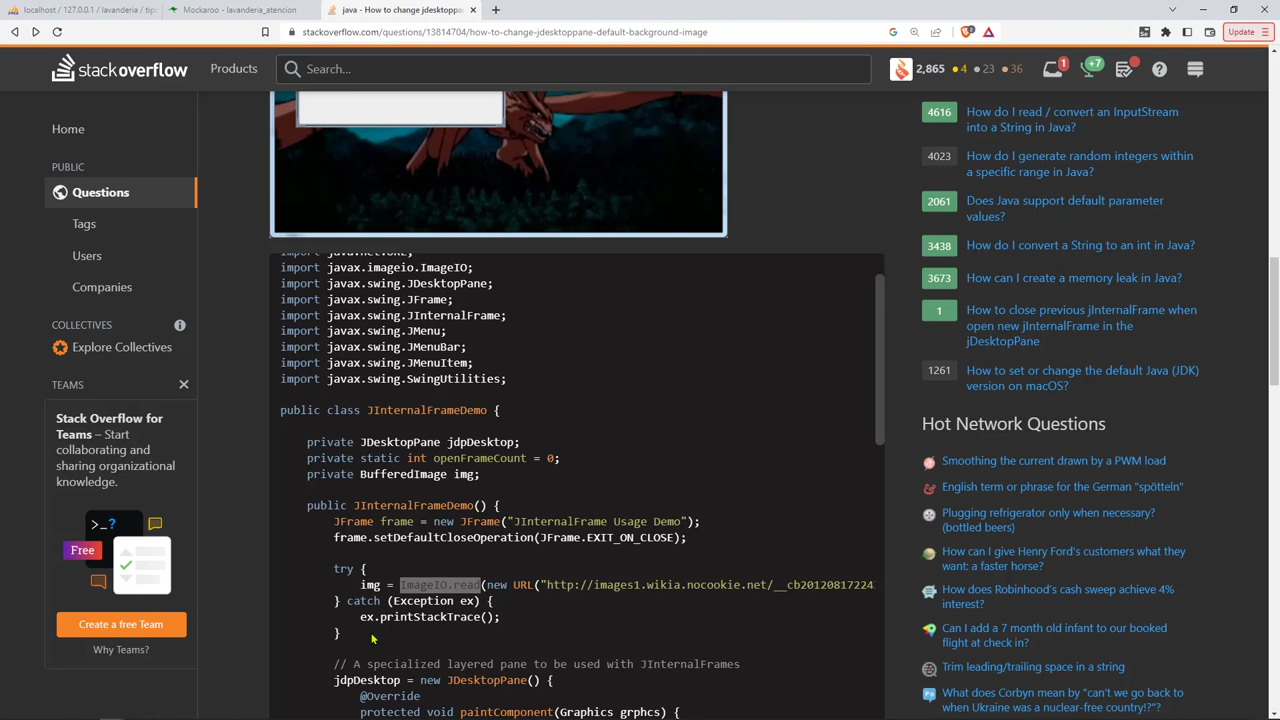 localhost / 127.0.0.1 / lavanderia / tip
Mockaroo - lavanderia_atencion
java - How to change jdesktoppa
stackoverflow.com/questions/13814704/how-to-change-jdesktoppane-default-background-image
Update
stackoverflow
Products
Search...
2,865 4 23 36
1
+7
Home
PUBLIC
Questions
Tags
Users
Companies
COLLECTIVES
Explore Collectives
TEAMS
Stack Overflow for
Teams – Start
collaborating and
sharing organizational
knowledge.
>_?
Free
Create a free Team
Why Teams?
import javax.imageio.ImageIO;
import javax.swing.JDesktopPane;
import javax.swing.JFrame;
import javax.swing.JInternalFrame;
import javax.swing.JMenu;
import javax.swing.JMenuBar;
import javax.swing.JMenuItem;
import javax.swing.SwingUtilities;
public class JInternalFrameDemo {
private JDesktopPane jdpDesktop;
private static int openFrameCount = 0;
private BufferedImage img;
public JInternalFrameDemo() {
JFrame frame = new JFrame("JInternalFrame Usage Demo");
frame.setDefaultCloseOperation(JFrame.EXIT_ON_CLOSE);
try {
img = ImageIO.read(new URL("http://images1.wikia.nocookie.net/__cb20120817224
} catch (Exception ex) {
ex.printStackTrace();
}
// A specialized layered pane to be used with JInternalFrames
jdpDesktop = new JDesktopPane() {
@Override
protected void paintComponent(Graphics grphcs) {
4616 How do I read / convert an InputStream
into a String in Java?
4023 How do I generate random integers within
a specific range in Java?
2061 Does Java support default parameter
values?
3438 How do I convert a String to an int in Java?
3673 How can I create a memory leak in Java?
1 How to close previous jInternalFrame when
open new jInternalFrame in the
jDesktopPane
1261 How to set or change the default Java (JDK)
version on macOS?
Hot Network Questions
Smoothing the current drawn by a PWM load
English term or phrase for the German "spötteln"
Plugging refrigerator only when necessary?
(bottled beers)
How can I give Henry Ford's customers what they
want: a faster horse?
How can Robinhood's cash sweep achieve 4%
interest?
Can I add a 7 month old infant to our booked
flight at check in?
Trim leading/trailing space in a string
What does Corbyn mean by "can't we go back to
when Ukraine was a nuclear-free country!?"?